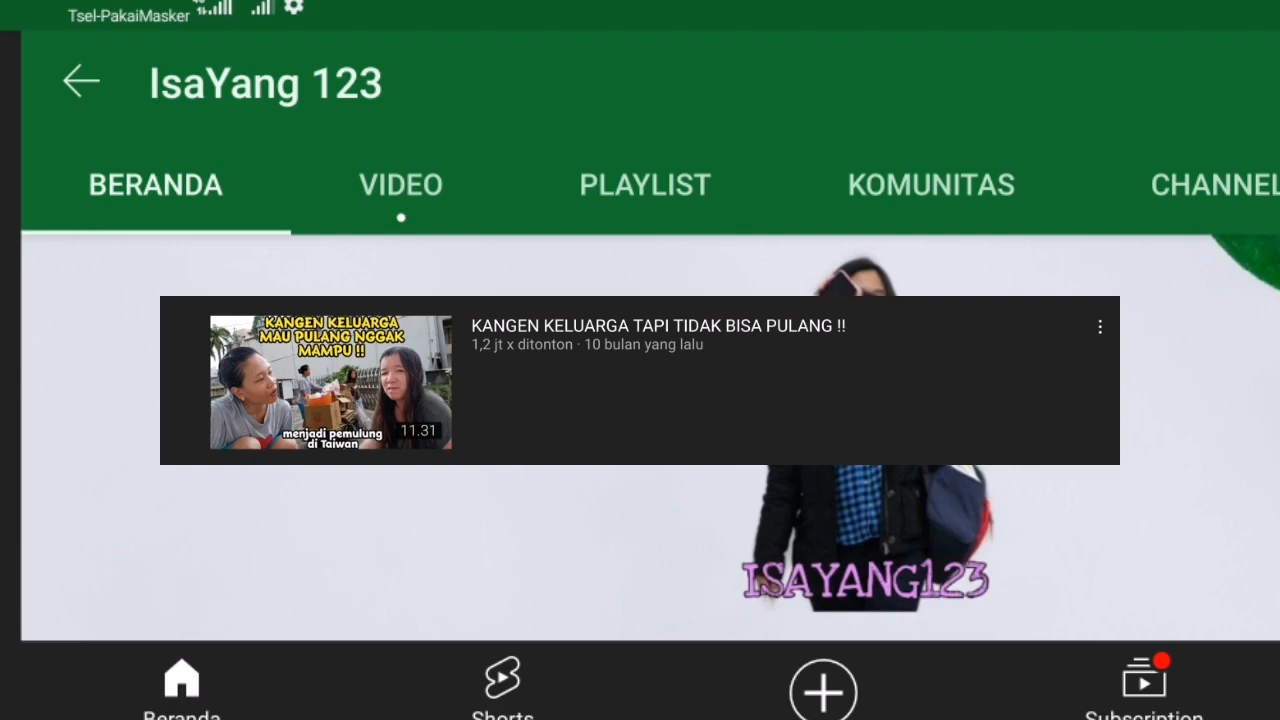 Tsel-PakaiMasker
IsaYang 123
BERANDA
VIDEO
PLAYLIST
KOMUNITAS
CHANNEL
KANGEN KELUARGA
MAU PULANG NGGAK
MAMPU !!
menjadi pemulung
di Taiwan
11.31
KANGEN KELUARGA TAPI TIDAK BISA PULANG !!
1,2 jt x ditonton · 10 bulan yang lalu
ISAYANG123
Beranda
Shorts
Subscription